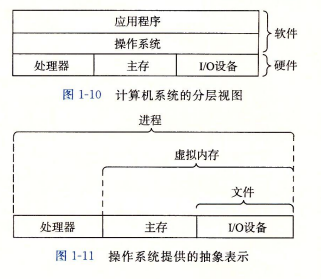 应用程序
软件
操作系统
处理器 主存 I/O设备 硬件
图 1-10 计算机系统的分层视图
进程
虚拟内存
文件
处理器 主存 I/O设备
图 1-11 操作系统提供的抽象表示